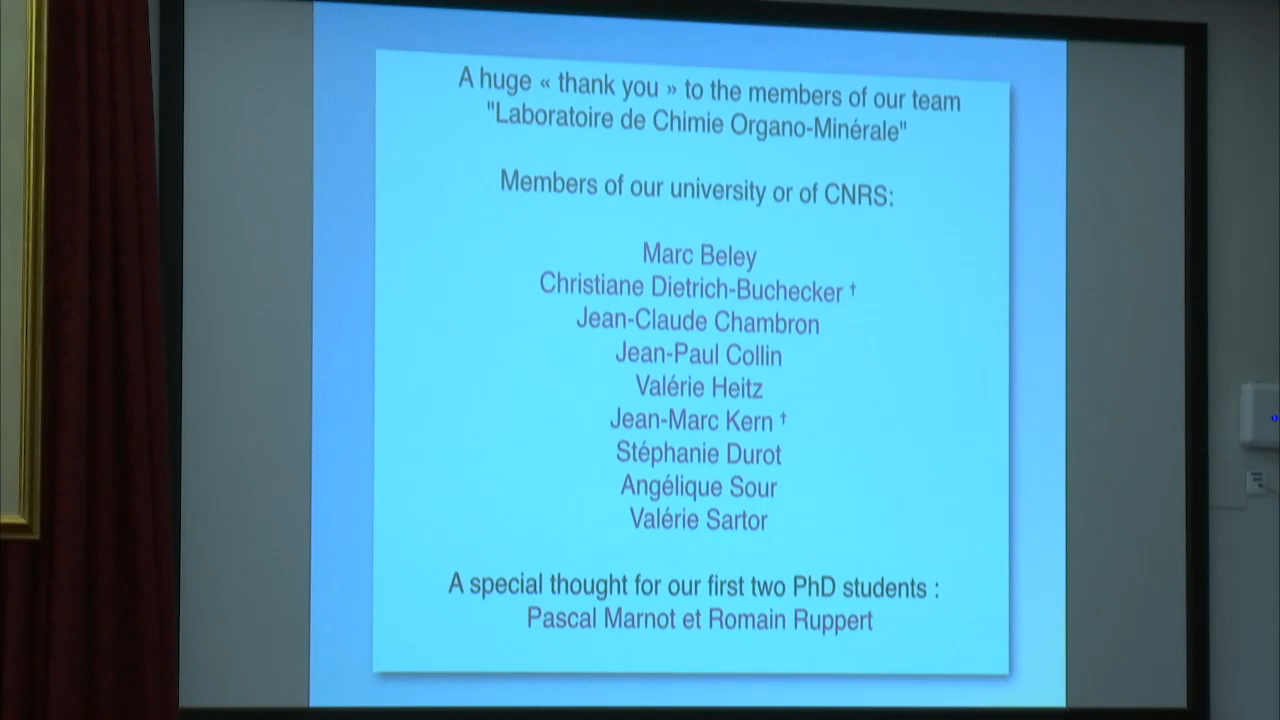 A huge « thank you » to the members of our team
"Laboratoire de Chimie Organo-Minérale"
Members of our university or of CNRS:
Marc Beley
Christiane Dietrich-Buchecker †
Jean-Claude Chambron
Jean-Paul Collin
Valérie Heitz
Jean-Marc Kern †
Stéphanie Durot
Angélique Sour
Valérie Sartor
A special thought for our first two PhD students :
Pascal Marnot et Romain Ruppert